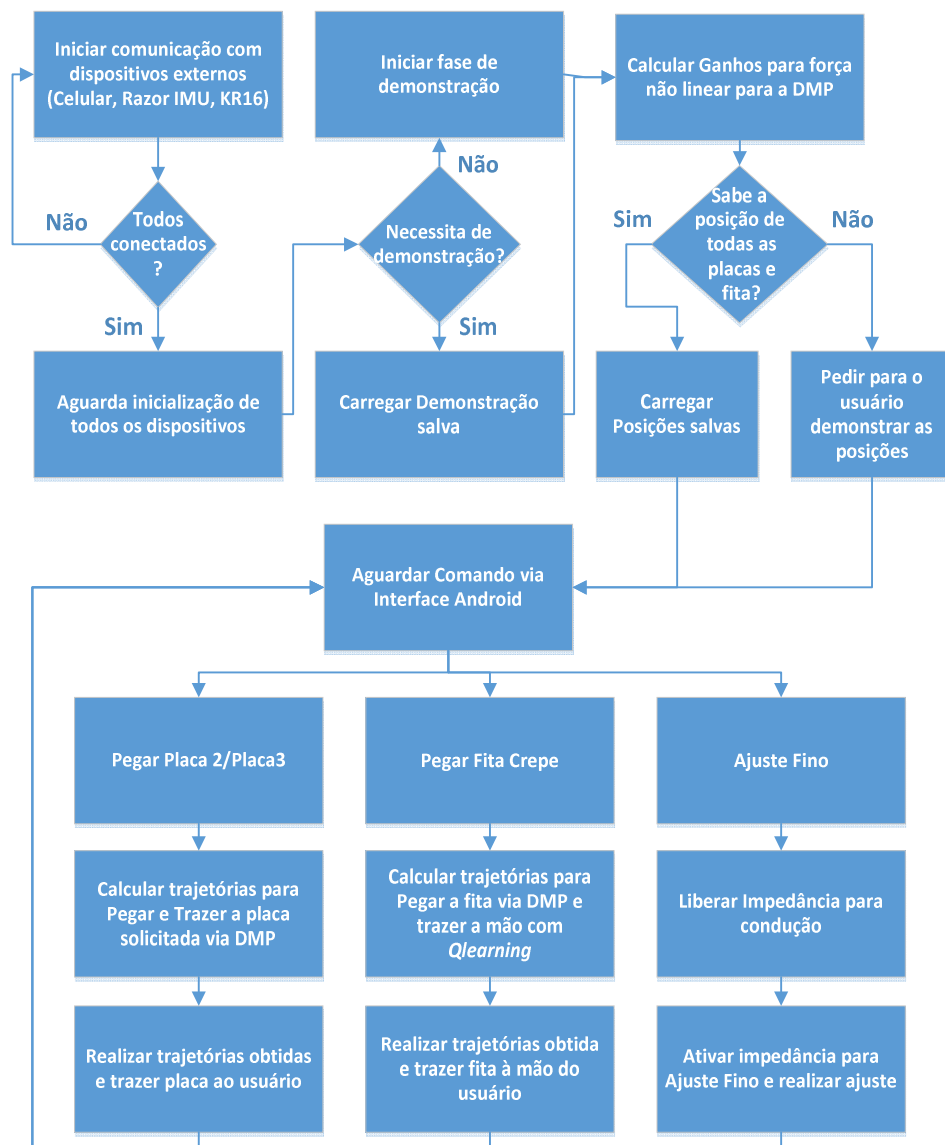 Iniciar comunicação com
dispositivos externos
(Celular, Razor IMU, KR16)
Não
Todos
conectados
?
Sim
Aguarda inicialização de
todos os dispositivos
Iniciar fase de
demonstração
Não
Necessita de
demonstração?
Sim
Carregar Demonstração
salva
Calcular Ganhos para força
não linear para a DMP
Sim
Sabe a
posição de
todas as
placas e
fita?
Não
Carregar
Posições salvas
Pedir para o
usuário
demonstrar as
posições
Aguardar Comando via
Interface Android
Pegar Placa 2/Placa3
Calcular trajetórias para
Pegar e Trazer a placa
solicitada via DMP
Realizar trajetórias obtidas
e trazer placa ao usuário
Pegar Fita Crepe
Calcular trajetórias para
Pegar a fita via DMP e
trazer a mão com
Qlearning
Realizar trajetórias obtida
e trazer fita à mão do
usuário
Ajuste Fino
Liberar Impedância para
condução
Ativar impedância para
Ajuste Fino e realizar ajuste